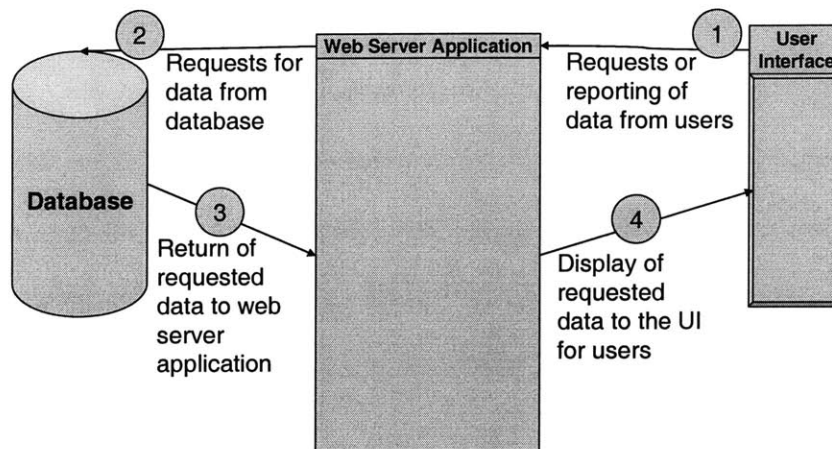 2
Web Server Application
1
User
Interface
Requests for
data from
database
Requests or
reporting of
data from users
Database
3
4
Return of
requested
data to web
server
application
Display of
requested
data to the UI
for users